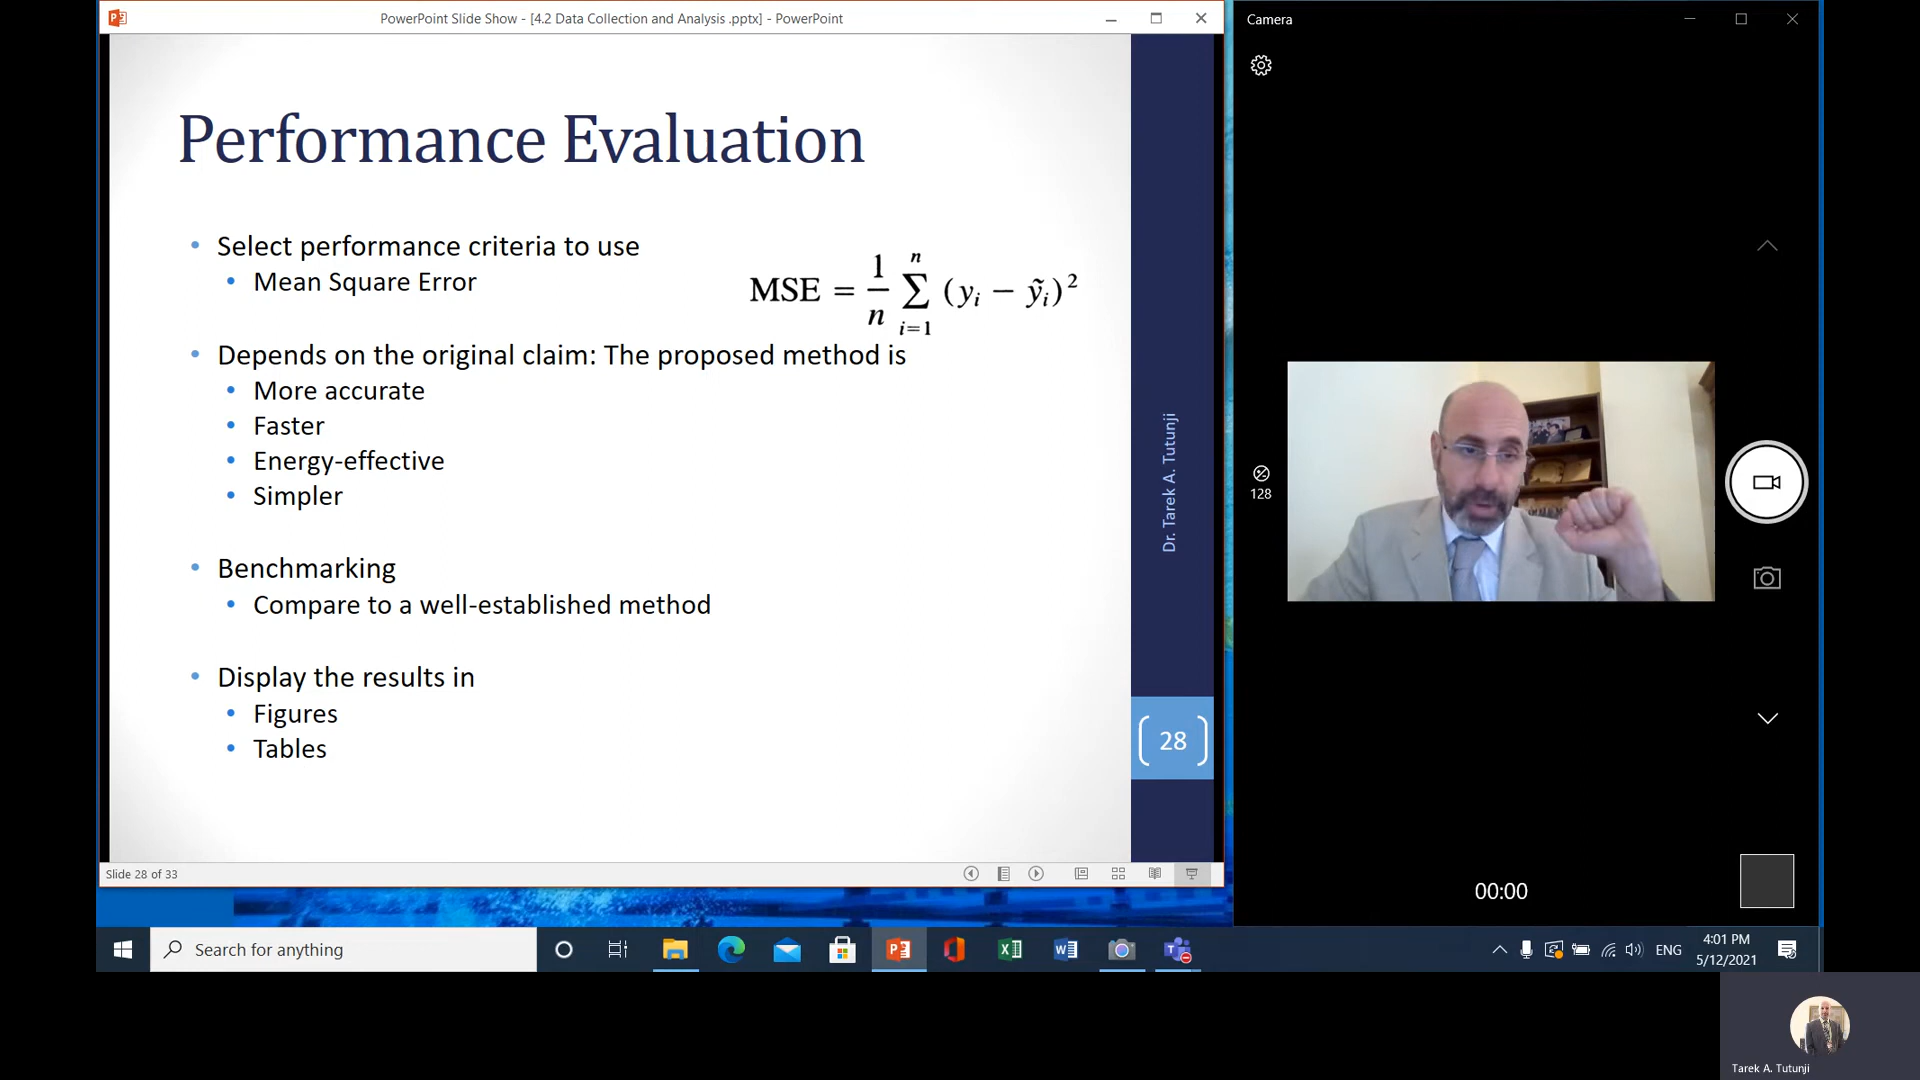 PowerPoint Slide Show - [4.2 Data Collection and Analysis .pptx] - PowerPoint
Camera
Performance Evaluation
• Select performance criteria to use
• Mean Square Error
MSE = 1/n ∑ i=1 n (yᵢ − ỹᵢ)²
• Depends on the original claim: The proposed method is
• More accurate
• Faster
• Energy-effective
• Simpler
• Benchmarking
• Compare to a well-established method
• Display the results in
• Figures
• Tables
Dr. Tarek A. Tutunji
28
Slide 28 of 33
128
00:00
Search for anything
ENG
4:01 PM
5/12/2021
Tarek A. Tutunji